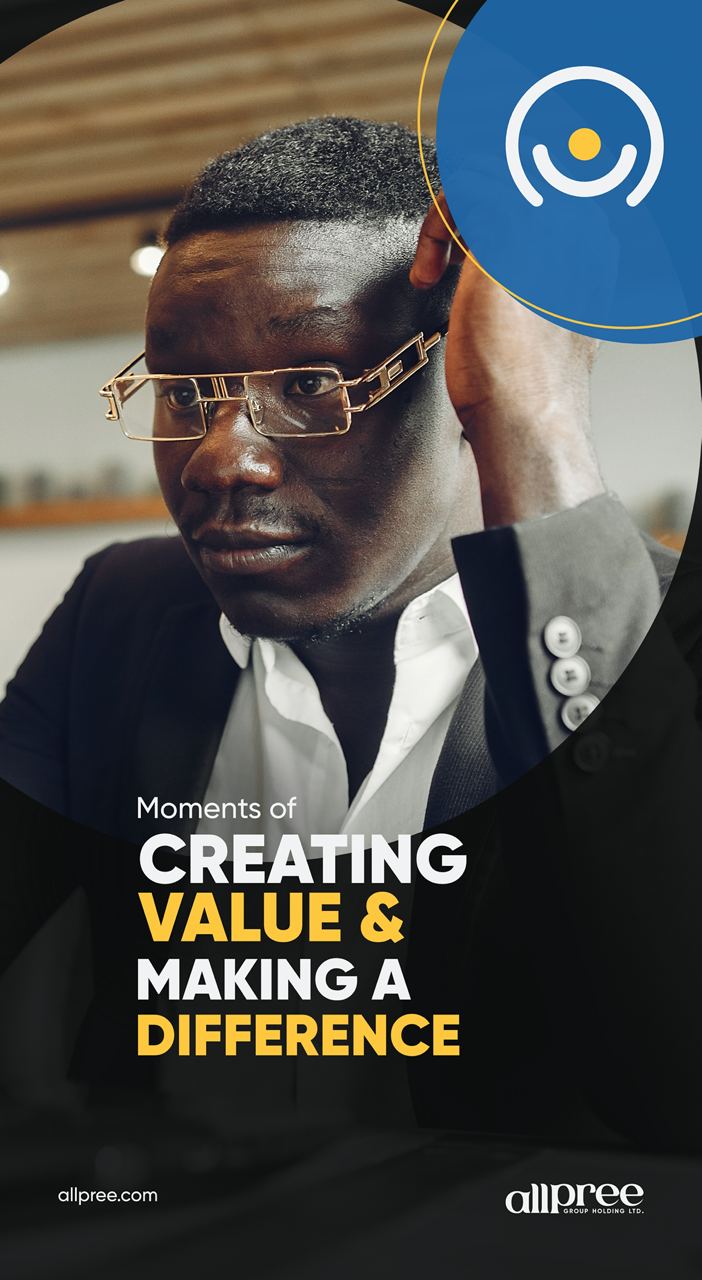 Moments of
CREATING
VALUE &
MAKING A
DIFFERENCE
allpree.com
allpree
GROUP HOLDING LTD.